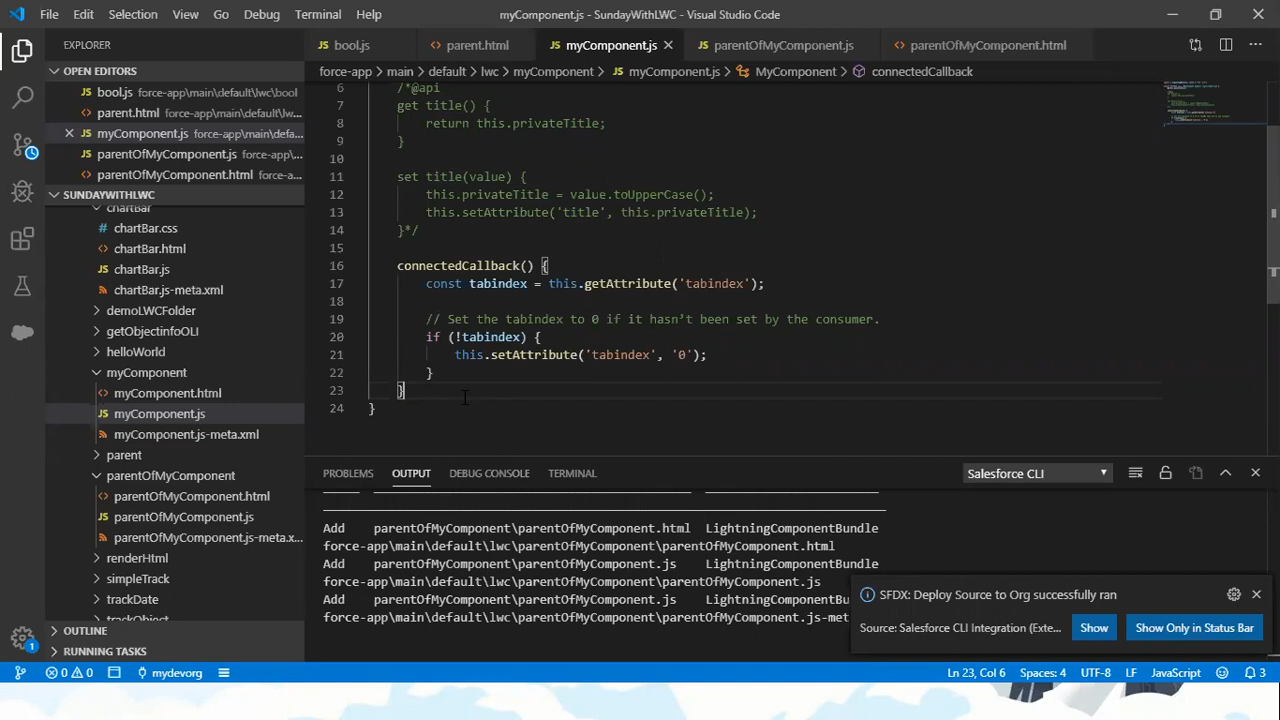 File Edit Selection View Go Debug Terminal Help myComponent.js - SundayWithLWC - Visual Studio Code
EXPLORER
bool.js parent.html myComponent.js parentOfMyComponent.js parentOfMyComponent.html
force-app > main > default > lwc > myComponent > myComponent.js > MyComponent > connectedCallback
OPEN EDITORS
bool.js force-app\main\default\lwc\bool
parent.html force-app\main\default\lw...
myComponent.js force-app\main\defa...
parentOfMyComponent.js force-app\m...
parentOfMyComponent.html force-a...
SUNDAYWITHLWC
chartBar
chartBar.css
chartBar.html
chartBar.js
chartBar.js-meta.xml
demoLWCFolder
getObjectinfoOLI
helloWorld
myComponent
myComponent.html
myComponent.js
myComponent.js-meta.xml
parent
parentOfMyComponent
parentOfMyComponent.html
parentOfMyComponent.js
parentOfMyComponent.js-meta.x...
renderHtml
simpleTrack
trackDate
trackObject
OUTLINE
RUNNING TASKS
6 /*@api
7 get title() {
8 return this.privateTitle;
9 }
10
11 set title(value) {
12 this.privateTitle = value.toUpperCase();
13 this.setAttribute('title', this.privateTitle);
14 }*/
15
16 connectedCallback() {
17 const tabindex = this.getAttribute('tabindex');
18
19 // Set the tabindex to 0 if it hasn’t been set by the consumer.
20 if (!tabindex) {
21 this.setAttribute('tabindex', '0');
22 }
23 }
24 }
PROBLEMS OUTPUT DEBUG CONSOLE TERMINAL Salesforce CLI
Add parentOfMyComponent\parentOfMyComponent.html LightningComponentBundle
force-app\main\default\lwc\parentOfMyComponent\parentOfMyComponent.html
Add parentOfMyComponent\parentOfMyComponent.js LightningComponentBundle
force-app\main\default\lwc\parentOfMyComponent\parentOfMyComponent.js
Add parentOfMyComponent\parentOfMyComponent.js LightningComponentB
force-app\main\default\lwc\parentOfMyComponent\parentOfMyComponent.js-met
SFDX: Deploy Source to Org successfully ran
Source: Salesforce CLI Integration (Exte... Show Show Only in Status Bar
1
0 0 mydevorg Ln 23, Col 6 Spaces: 4 UTF-8 LF JavaScript 3